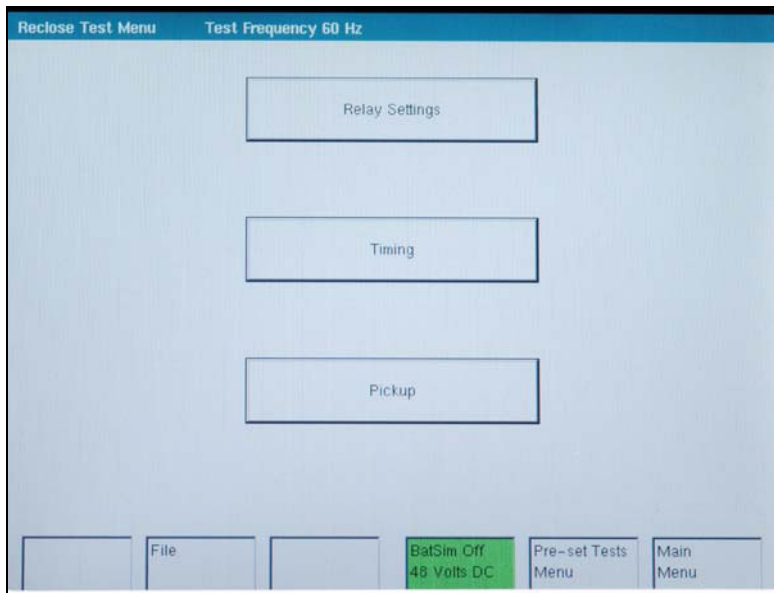 Reclose Test Menu Test Frequency 60 Hz
Relay Settings
Timing
Pickup
File
BatSim Off
48 Volts DC
Pre-set Tests
Menu
Main
Menu